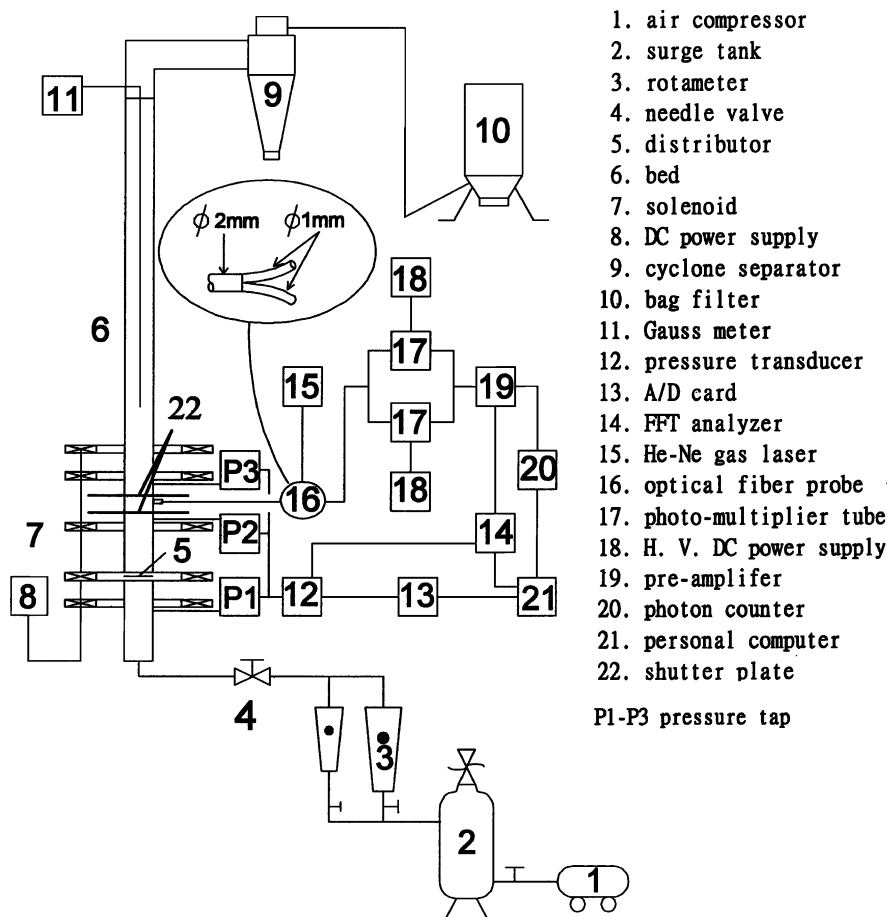 1. air compressor
2. surge tank
3. rotameter
4. needle valve
5. distributor
6. bed
7. solenoid
8. DC power supply
9. cyclone separator
10. bag filter
11. Gauss meter
12. pressure transducer
13. A/D card
14. FFT analyzer
15. He-Ne gas laser
16. optical fiber probe
17. photo-multiplier tube
18. H. V. DC power supply
19. pre-amplifer
20. photon counter
21. personal computer
22. shutter plate
P1-P3 pressure tap
11
9
10
ϕ 2mm ϕ1mm
6
18
17
15
19
22
17
P3
16
20
18
7
P2
14
5
8
P1
12
13
21
4
3
2
1